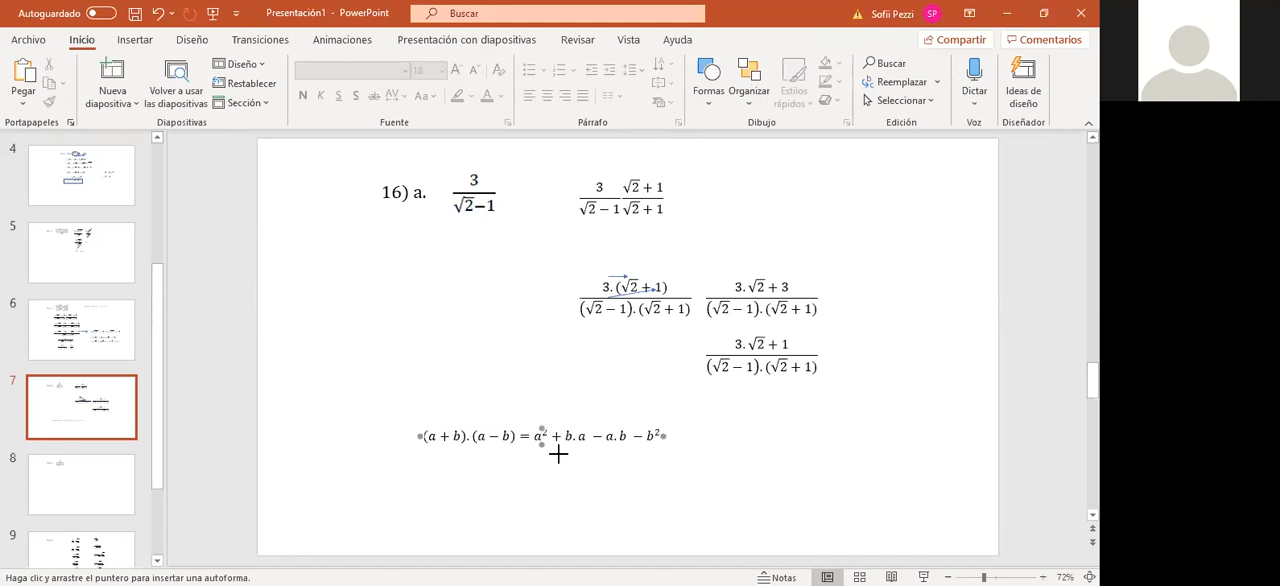 Autoguardado Presentación1 - PowerPoint Buscar Sofii Pezzi SP
Archivo Inicio Insertar Diseño Transiciones Animaciones Presentación con diapositivas Revisar Vista Ayuda Compartir Comentarios
Pegar Nueva diapositiva Volver a usar las diapositivas Diseño Restablecer Sección 18 N K S S ab AV Aa A Formas Organizar Estilos rápidos Buscar Reemplazar Seleccionar Dictar Ideas de diseño
Portapapeles Diapositivas Fuente Párrafo Dibujo Edición Voz Diseñador
4
5
6
7
8
9
16) a. 3/(√2−1) 3/(√2 − 1) (√2 + 1)/(√2 + 1)
3.(√2 + 1)/((√2 − 1).(√2 + 1)) (3.√2 + 3)/((√2 − 1).(√2 + 1))
(3.√2 + 1)/((√2 − 1).(√2 + 1))
(a + b).(a − b) = a² + b.a − a.b − b²
Haga clic y arrastre el puntero para insertar una autoforma. Notas 72%